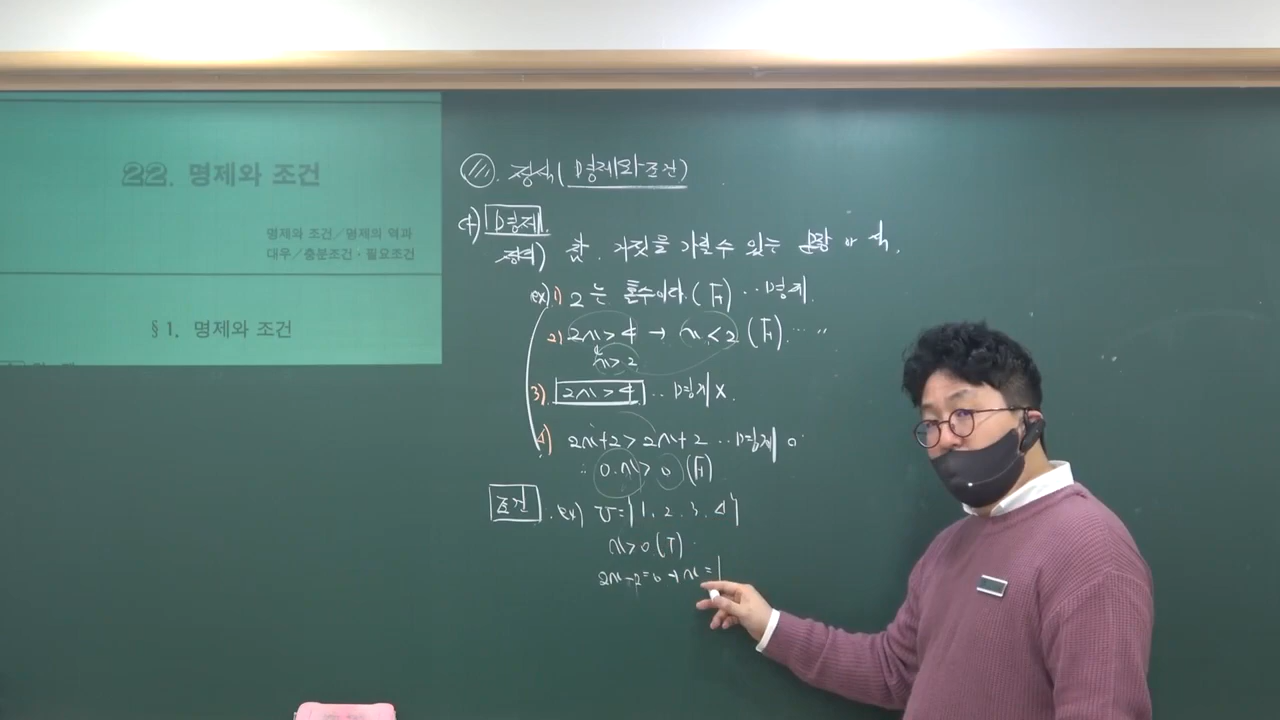 22. 명제와 조건
명제와 조건／명제의 역과
대우／충분조건·필요조건
§1. 명제와 조건
정석(명제와 조건)
명제
정의) 참. 거짓을 가릴수 있는 문장 or 식.
ex) 1) 2는 홀수이다. (F) ‥ 명제.
2) 2x>4 → x<2 (F) ‥ 〃
x>2
3) 2x>4 ‥ 명제 x.
4) 2x+2>2x+2 ‥ 명제 o
∴ 0·x>0 (F)
조건. ex) U={1, 2, 3, 4}
x>0 (T)
2x-2=0 → x=1